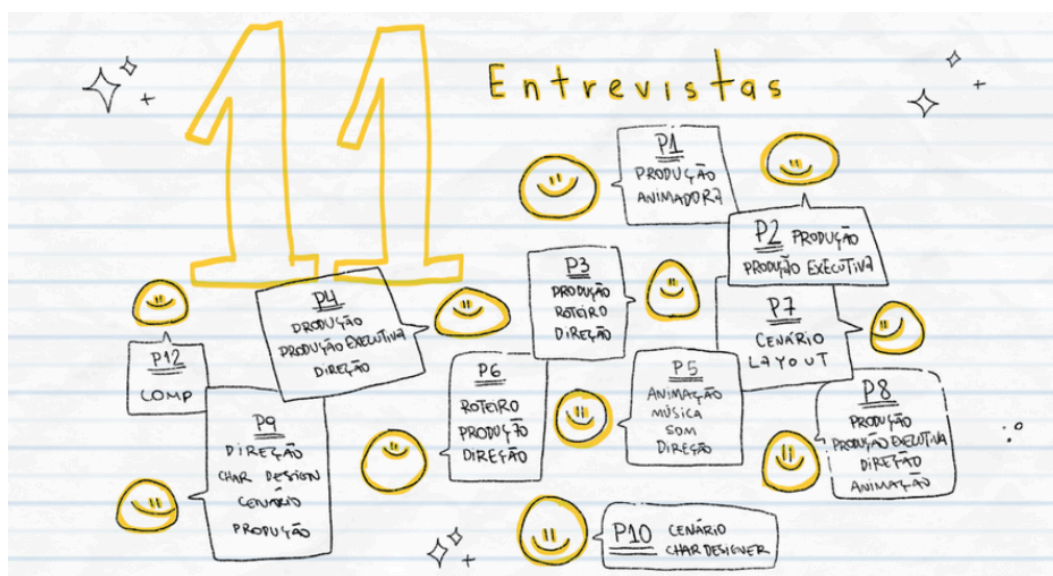 11
Entrevistas
P1
PRODUÇÃO
ANIMADORA
P2 PRODUÇÃO
PRODUÇÃO EXECUTIVA
P3
PRODUÇÃO
ROTEIRO
DIREÇÃO
P4
PRODUÇÃO
PRODUÇÃO EXECUTIVA
DIREÇÃO
P7
CENÁRIO
LAYOUT
P12
COMP
P6
ROTEIRO
PRODUÇÃO
DIREÇÃO
P5
ANIMAÇÃO
MÚSICA
SOM
DIREÇÃO
P8
PRODUÇÃO
PRODUÇÃO EXECUTIVA
DIREÇÃO
ANIMAÇÃO
P9
DIREÇÃO
CHAR DESIGN
CENÁRIO
PRODUÇÃO
P10 CENÁRIO
CHAR DESIGNER